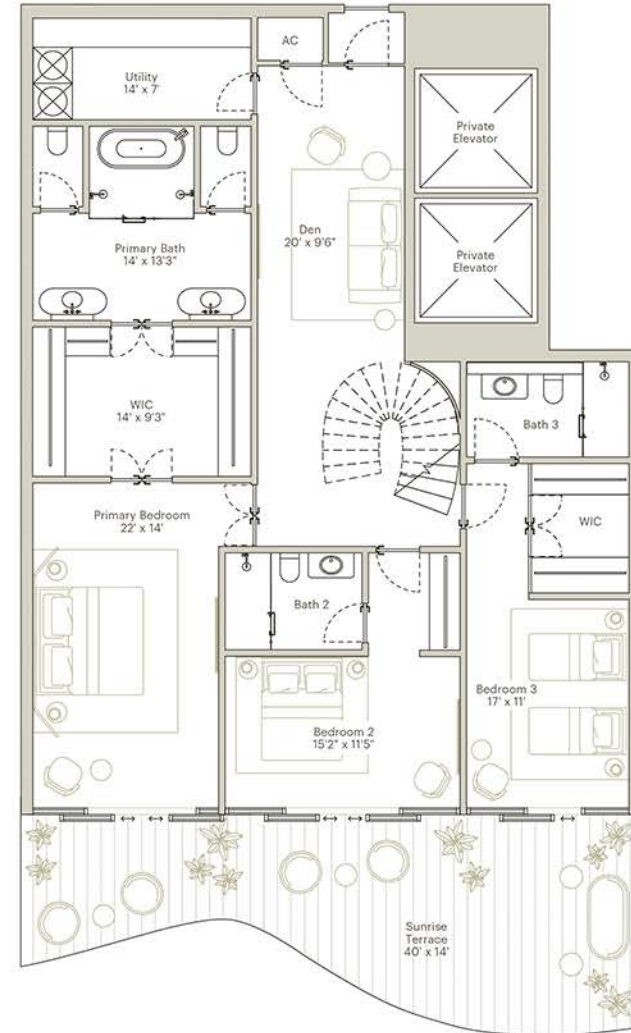 AC
Utility
14' x 7'
Private
Elevator
Den
20' x 9'6"
Private
Elevator
Primary Bath
14' x 13'3"
WIC
14' x 9'3"
Bath 3
Primary Bedroom
22' x 14'
WIC
Bath 2
Bedroom 3
17' x 11'
Bedroom 2
15'2" x 11'5"
Sunrise
Terrace
40' x 14'